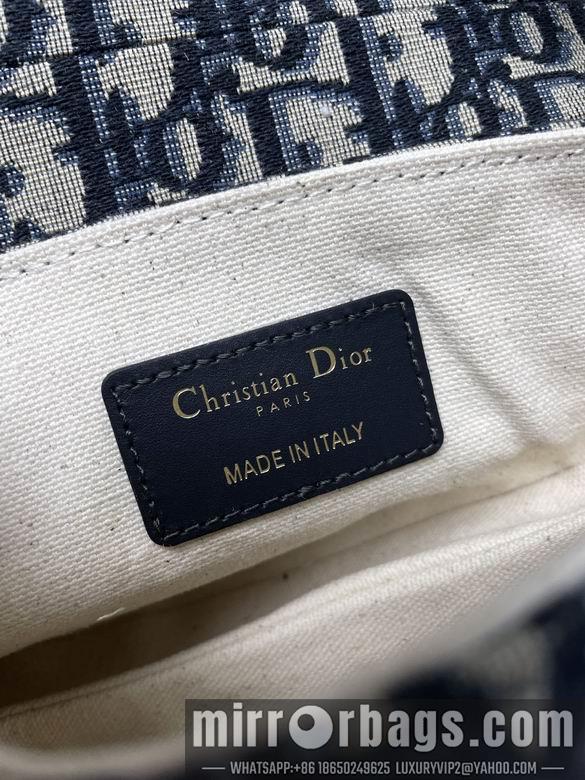 Christian Dior
PARIS
MADE IN ITALY
mirrorbags.com
WHATSAPP:+86 18650249625 LUXURYVIP2@YAHOO.COM